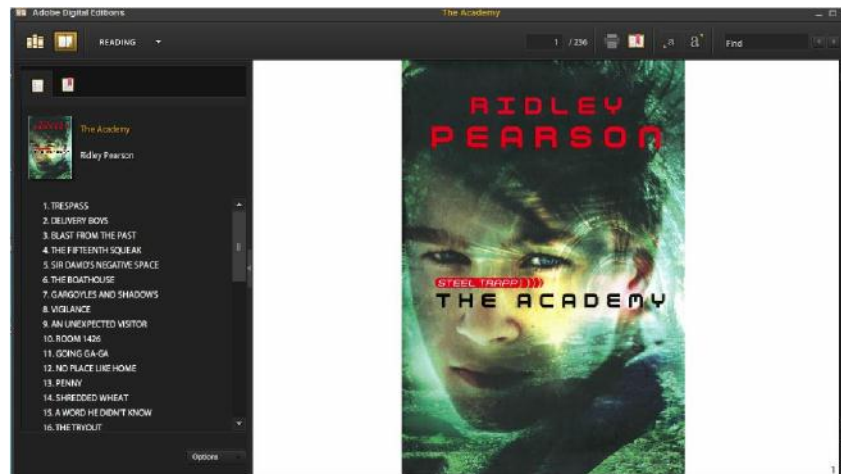 Adobe Digital Editions
The Academy
READING
1 / 256
a
a
Find
The Academy
Ridley Pearson
1. TRESPASS
2. DELIVERY BOYS
3. BLAST FROM THE PAST
4. THE FIFTEENTH SQUEAK
5. SIR DAVID'S NEGATIVE SPACE
6. THE BOATHOUSE
7. GARGOYLES AND SHADOWS
8. VIGILANCE
9. AN UNEXPECTED VISITOR
10. ROOM 1426
11. GOING GA-GA
12. NO PLACE LIKE HOME
13. PENNY
14. SHREDDED WHEAT
15. A WORD HE DIDN'T KNOW
16. THE TRYOUT
Options
RIDLEY
PEARSON
STEEL TRAPP))))
THE ACADEMY
1